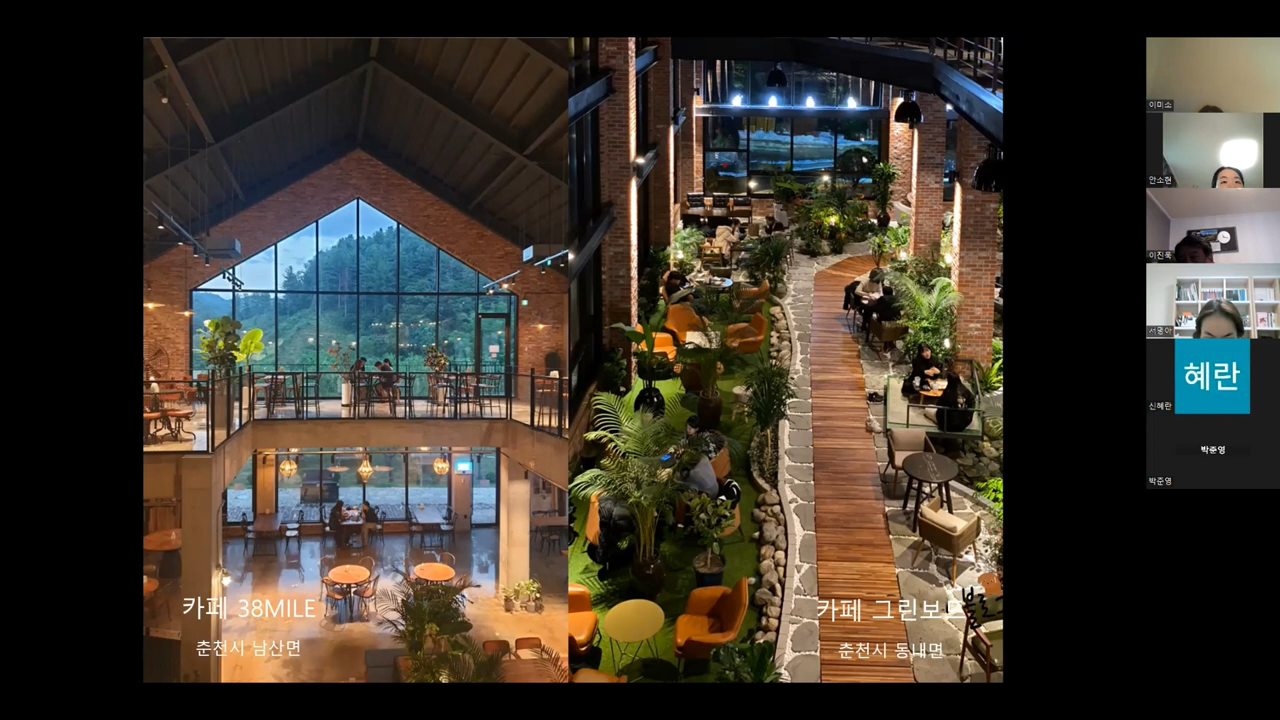 카페 38MILE
춘천시 남산면
카페 그린보드
춘천시 동내면
이미소
안소현
이진욱
서명아
혜란
신혜란
박준영
박준영